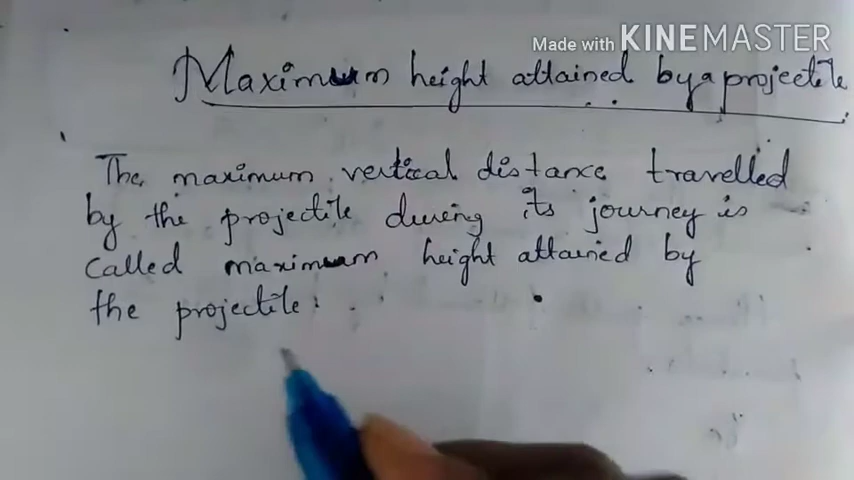 Made with KINEMASTER
Maximum height attained by a projectile
The maximum vertical distance travelled
by the projectile during its journey is
called maximum height attained by
the projectile.